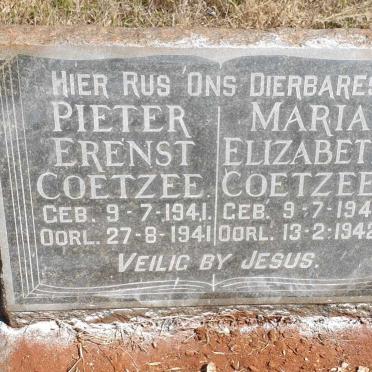 HIER RUS ONS DIERBARES
PIETER
ERENST
COETZEE
GEB. 9-7-1941.
OORL. 27-8-1941
MARIA
ELIZABET
COETZEE
GEB. 9-7-194
OORL. 13-2-1942
VEILIG BY JESUS.